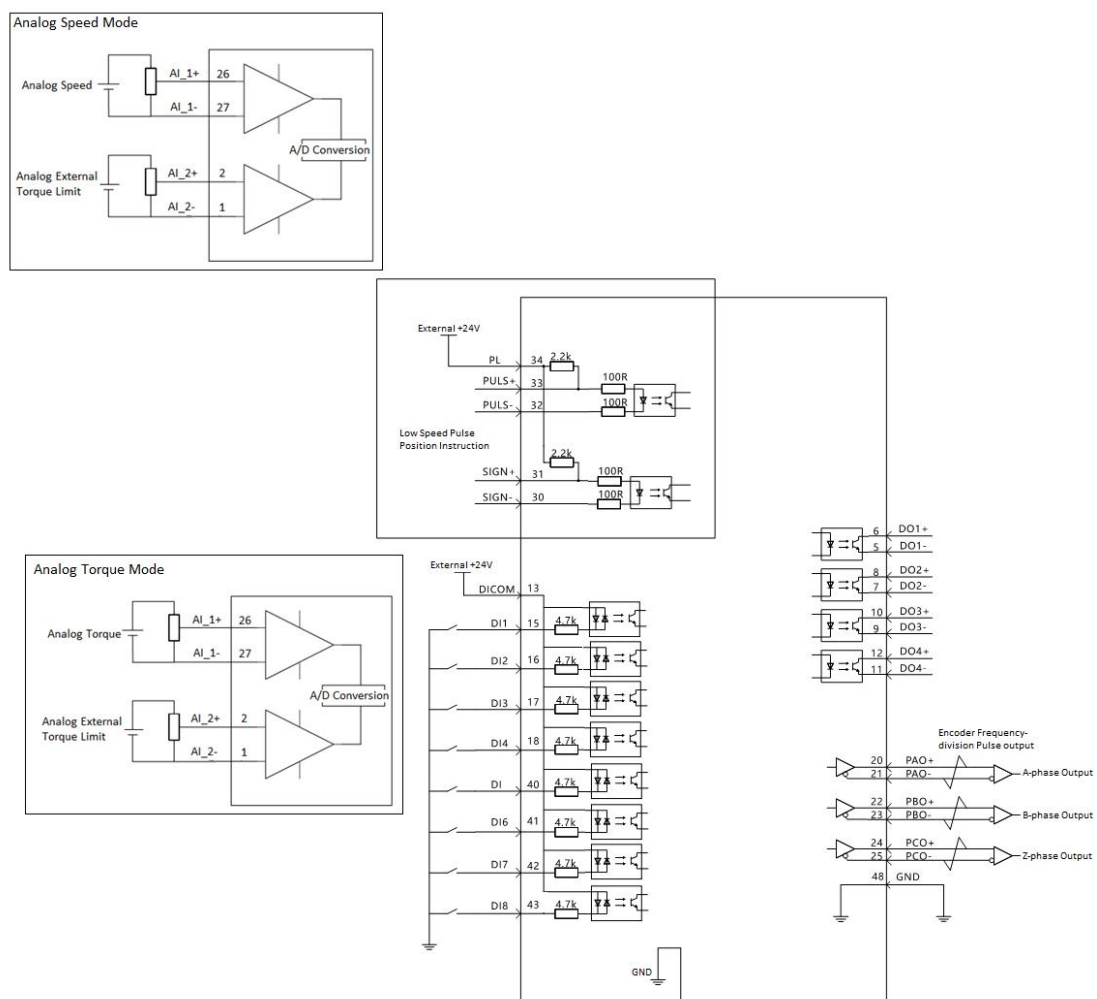 Analog Speed Mode
Analog Speed
AI_1+ 26
AI_1- 27
A/D Conversion
Analog External
Torque Limit
AI_2+ 2
AI_2- 1
External +24V
PL 34 2.2k
PULS+ 33 100R
PULS- 32 100R
Low Speed Pulse
Position Instruction
2.2k
SIGN+ 31 100R
SIGN- 30 100R
Analog Torque Mode
Analog Torque
AI_1+ 26
AI_1- 27
A/D Conversion
Analog External
Torque Limit
AI_2+ 2
AI_2- 1
External +24V
DICOM 13
DI1 15 4.7k
DI2 16 4.7k
DI3 17 4.7k
DI4 18 4.7k
DI 40 4.7k
DI6 41 4.7k
DI7 42 4.7k
DI8 43 4.7k
GND
6 DO1+
5 DO1-
8 DO2+
7 DO2-
10 DO3+
9 DO3-
12 DO4+
11 DO4-
Encoder Frequency-
division Pulse output
20 PAO+
21 PAO-
A-phase Output
22 PBO+
23 PBO-
B-phase Output
24 PCO+
25 PCO-
Z-phase Output
48 GND